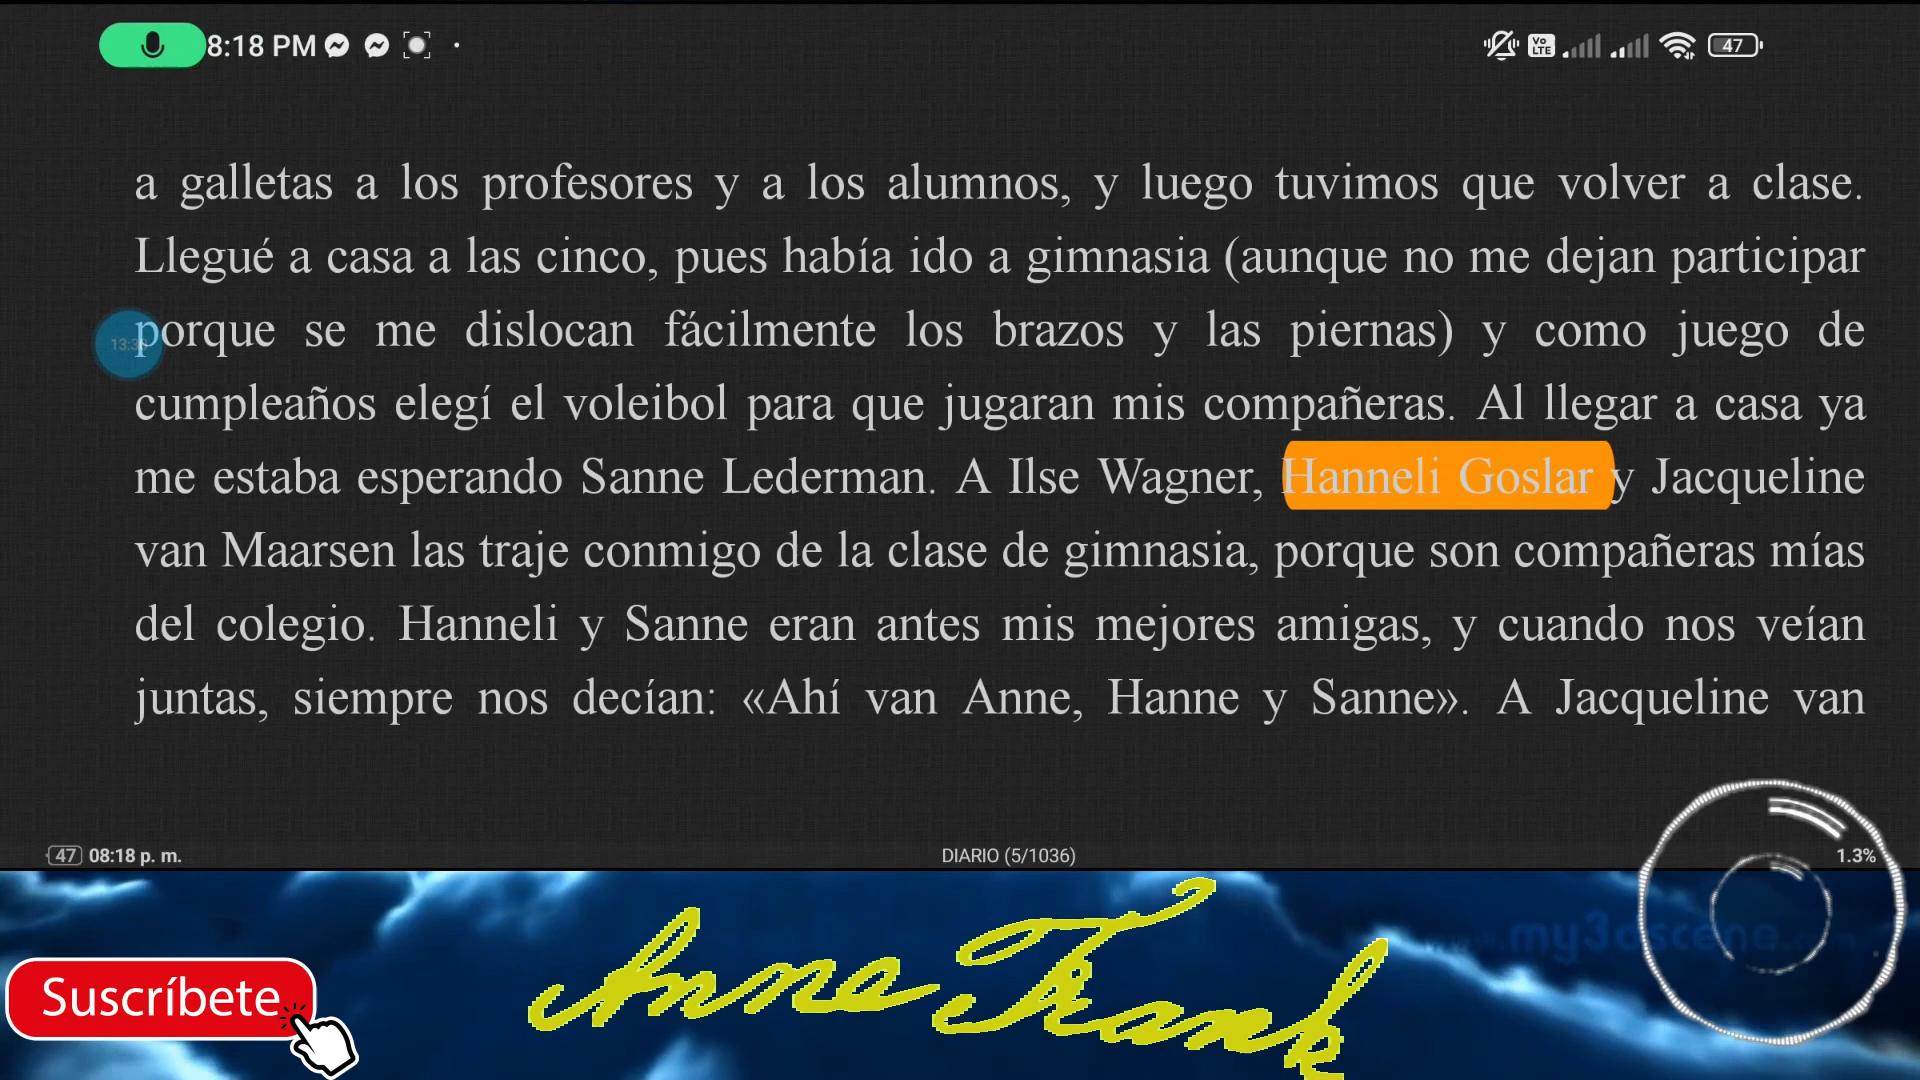 8:18 PM
Vo LTE
47
a galletas a los profesores y a los alumnos, y luego tuvimos que volver a clase.
Llegué a casa a las cinco, pues había ido a gimnasia (aunque no me dejan participar
porque se me dislocan fácilmente los brazos y las piernas) y como juego de
cumpleaños elegí el voleibol para que jugaran mis compañeras. Al llegar a casa ya
me estaba esperando Sanne Lederman. A Ilse Wagner, Hanneli Goslar y Jacqueline
van Maarsen las traje conmigo de la clase de gimnasia, porque son compañeras mías
del colegio. Hanneli y Sanne eran antes mis mejores amigas, y cuando nos veían
juntas, siempre nos decían: «Ahí van Anne, Hanne y Sanne». A Jacqueline van
47 08:18 p. m.
DIARIO (5/1036)
1.3%
Suscríbete
Anne Frank